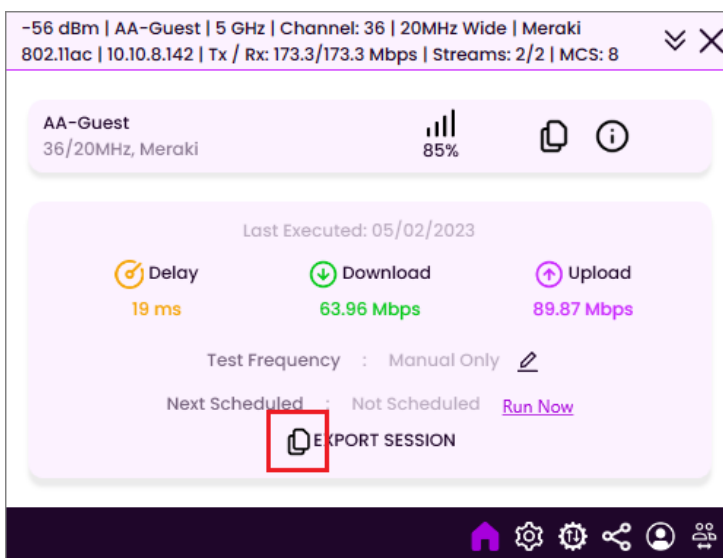 -56 dBm | AA-Guest | 5 GHz | Channel: 36 | 20MHz Wide | Meraki
802.11ac | 10.10.8.142 | Tx / Rx: 173.3/173.3 Mbps | Streams: 2/2 | MCS: 8
AA-Guest
36/20MHz, Meraki
85%
Last Executed: 05/02/2023
Delay Download Upload
19 ms 63.96 Mbps 89.87 Mbps
Test Frequency : Manual Only
Next Scheduled : Not Scheduled Run Now
EXPORT SESSION